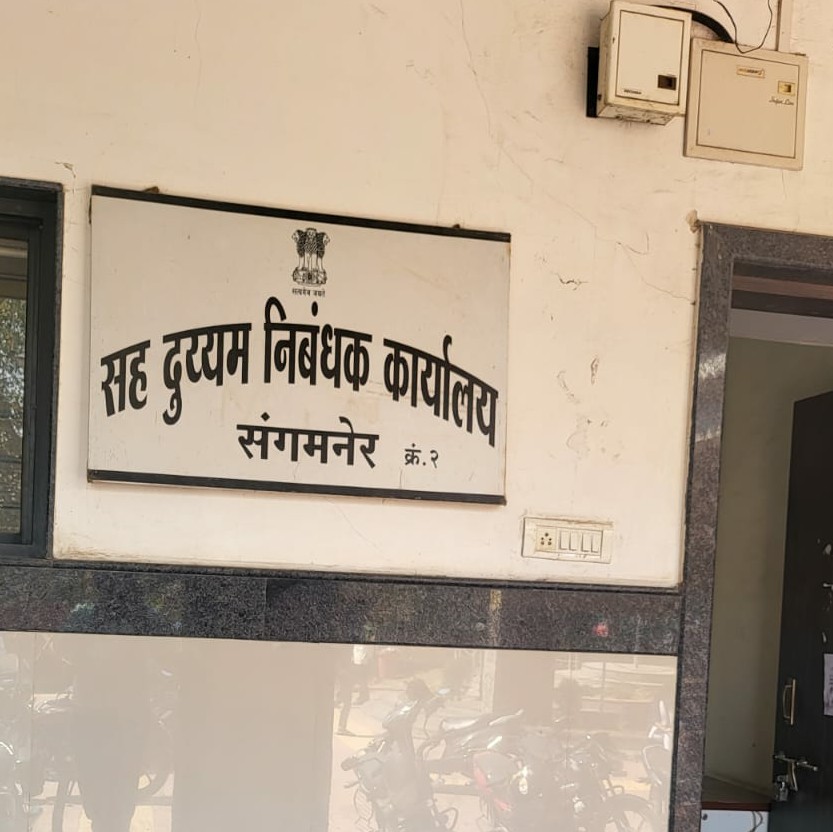 सत्यमेव जयते
सह दुय्यम निबंधक कार्यालय
संगमनेर क्रं.२